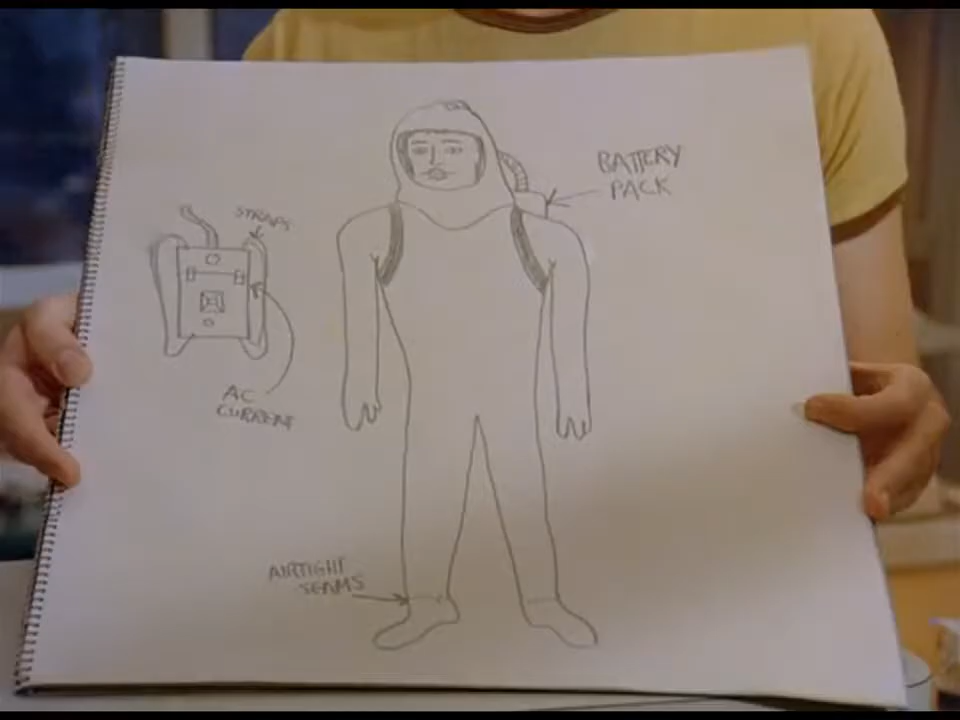 BATTERY
PACK
STRAPS
AC
CURRENT
AIRTIGHT
SEAMS